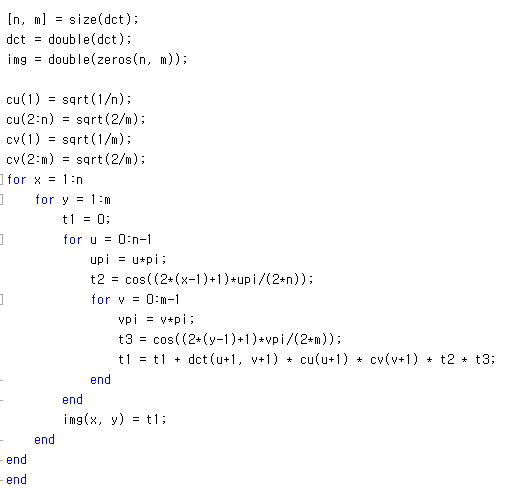 [n, m] = size(dct);
dct = double(dct);
img = double(zeros(n, m));
cu(1) = sqrt(1/n);
cu(2:n) = sqrt(2/m);
cv(1) = sqrt(1/m);
cv(2:m) = sqrt(2/m);
for x = 1:n
for y = 1:m
t1 = 0;
for u = 0:n-1
upi = u*pi;
t2 = cos((2*(x-1)+1)*upi/(2*n));
for v = 0:m-1
vpi = v*pi;
t3 = cos((2*(y-1)+1)*vpi/(2*m));
t1 = t1 + dct(u+1, v+1) * cu(u+1) * cv(v+1) * t2 * t3;
end
end
img(x, y) = t1;
end
end
end